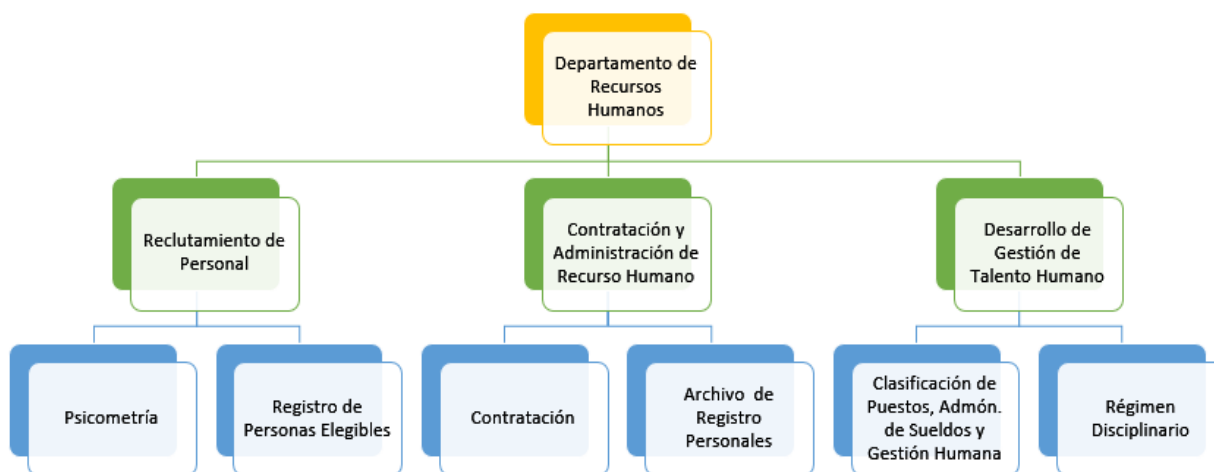 Departamento de
Recursos
Humanos
Reclutamiento de
Personal
Contratación y
Administración de
Recurso Humano
Desarrollo de
Gestión de
Talento Humano
Psicometría
Registro de
Personas Elegibles
Contratación
Archivo de
Registro
Personales
Clasificación de
Puestos, Admón.
de Sueldos y
Gestión Humana
Régimen
Disciplinario